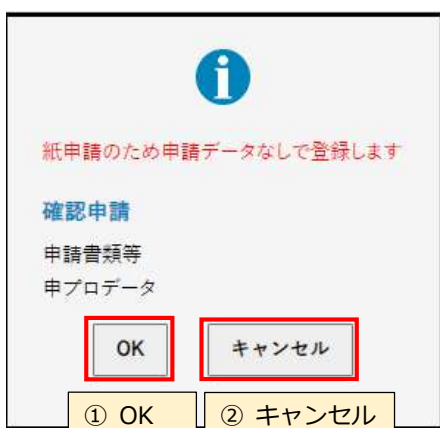 紙申請のため申請データなしで登録します
確認申請
申請書類等
申プロデータ
OK キャンセル
① OK ② キャンセル